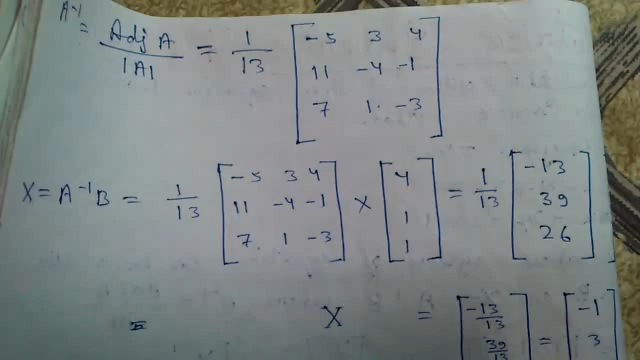 A⁻¹ = Adj A / |A| = 1/13 [ -5 3 4
11 -4 -1
7 1 -3 ]
X = A⁻¹B = 1/13 [ -5 3 4
11 -4 -1
7 1 -3 ] × [ 4
1
1 ] = 1/13 [ -13
39
26 ]
= X = [ -13/13
39/13 ] = [ -1
3